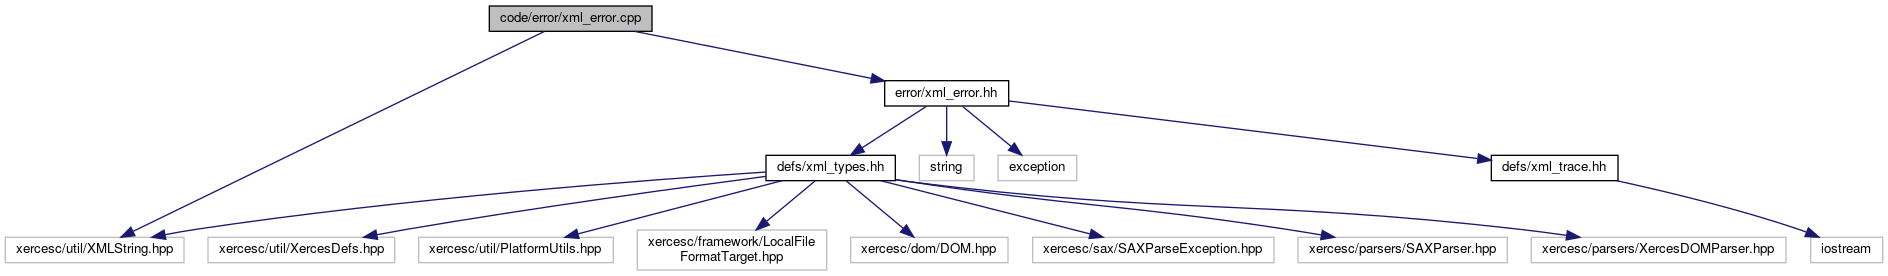 code/error/xml_error.cpp
error/xml_error.hh
defs/xml_types.hh
string
exception
defs/xml_trace.hh
xercesc/util/XMLString.hpp
xercesc/util/XercesDefs.hpp
xercesc/util/PlatformUtils.hpp
xercesc/framework/LocalFile
FormatTarget.hpp
xercesc/dom/DOM.hpp
xercesc/sax/SAXParseException.hpp
xercesc/parsers/SAXParser.hpp
xercesc/parsers/XercesDOMParser.hpp
iostream